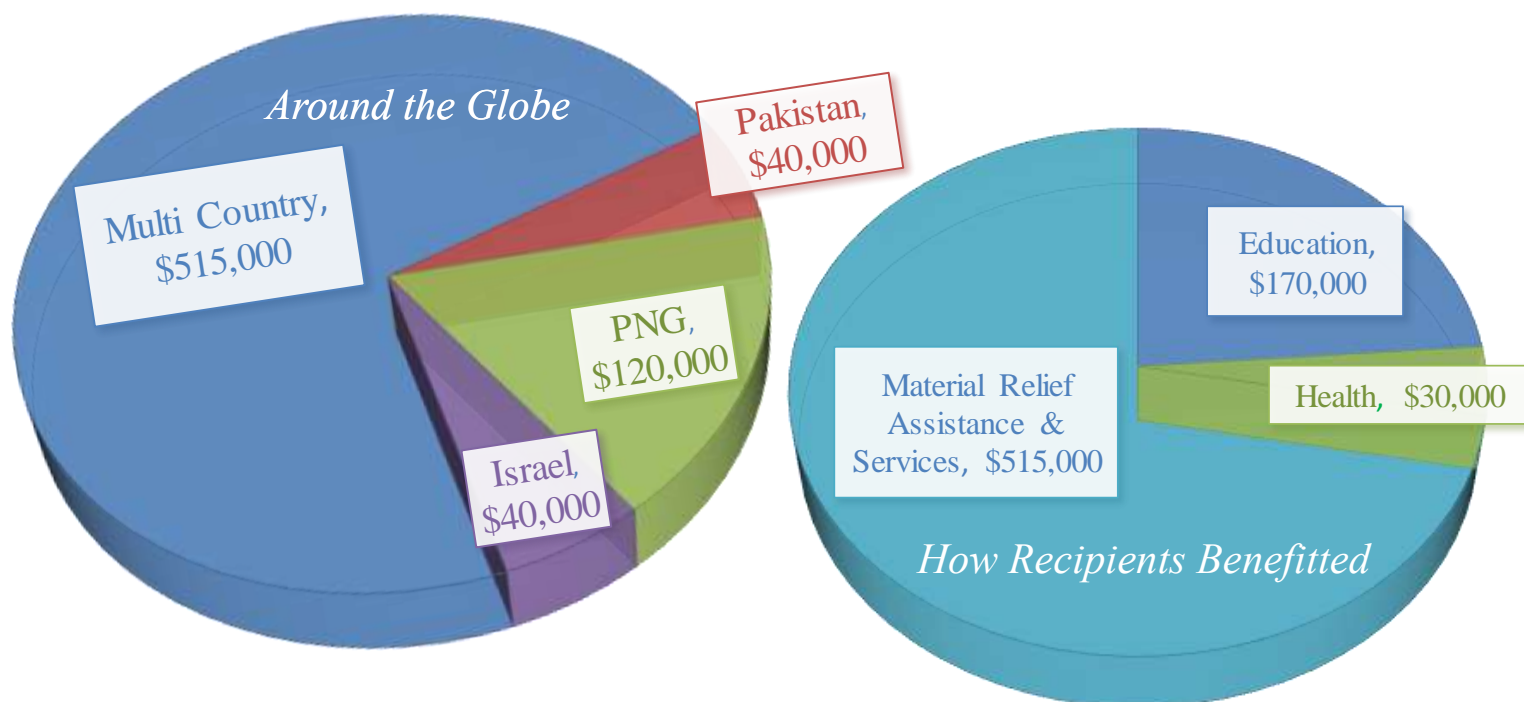 Around the Globe
Multi Country,
$515,000
Pakistan,
$40,000
PNG,
$120,000
Israel,
$40,000
Education,
$170,000
Health, $30,000
Material Relief
Assistance &
Services, $515,000
How Recipients Benefitted